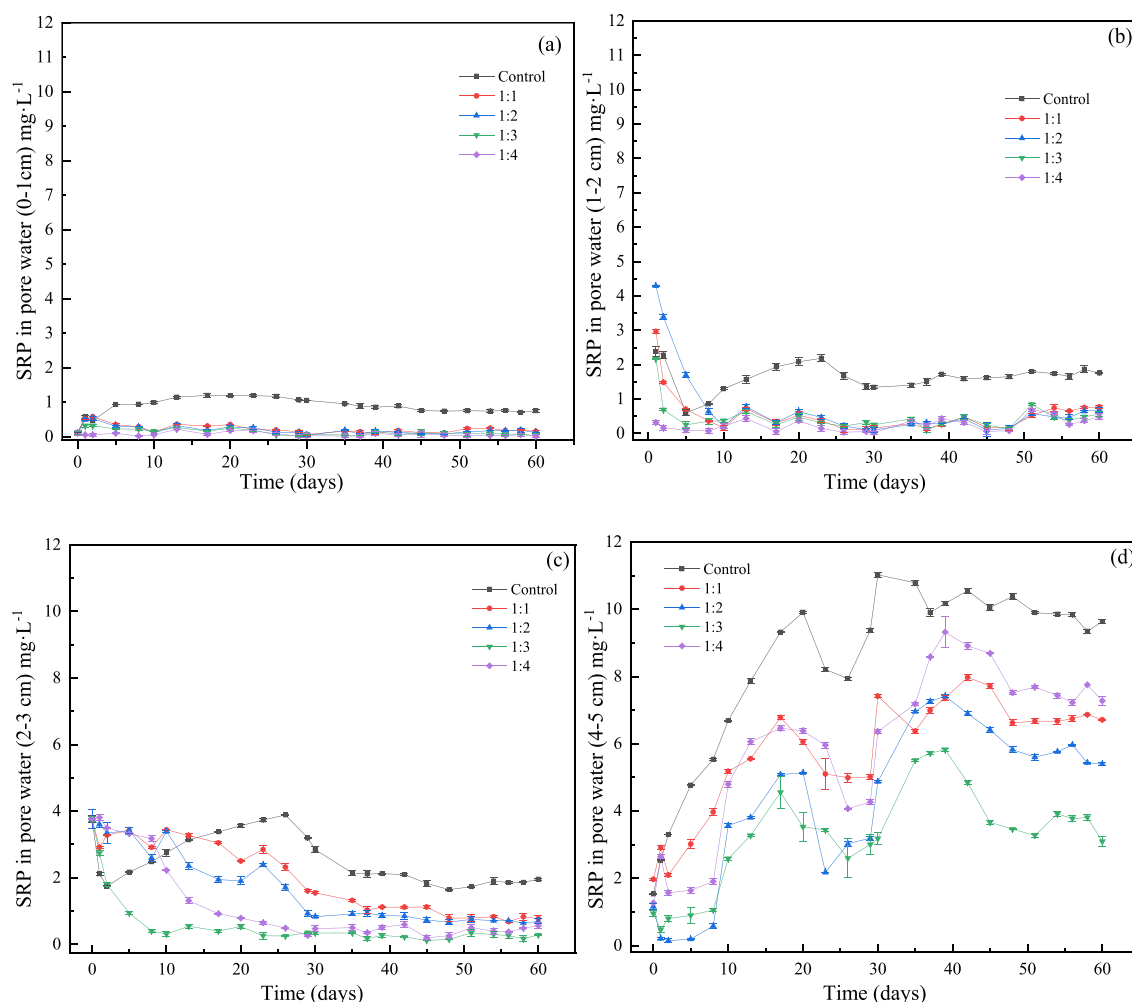 (a)
SRP in pore water (0-1cm) mg·L⁻¹
12
11
10
9
8
7
6
5
4
3
2
1
0
Control
1:1
1:2
1:3
1:4
0 10 20 30 40 50 60
Time (days)
(b)
SRP in pore water (1-2 cm) mg·L⁻¹
12
11
10
9
8
7
6
5
4
3
2
1
0
Control
1:1
1:2
1:3
1:4
0 10 20 30 40 50 60
Time (days)
(c)
SRP in pore water (2-3 cm) mg·L⁻¹
12
10
8
6
4
2
0
Control
1:1
1:2
1:3
1:4
0 10 20 30 40 50 60
Time (days)
(d)
SRP in pore water (4-5 cm) mg·L⁻¹
12
10
8
6
4
2
0
Control
1:1
1:2
1:3
1:4
0 10 20 30 40 50 60
Time (days)